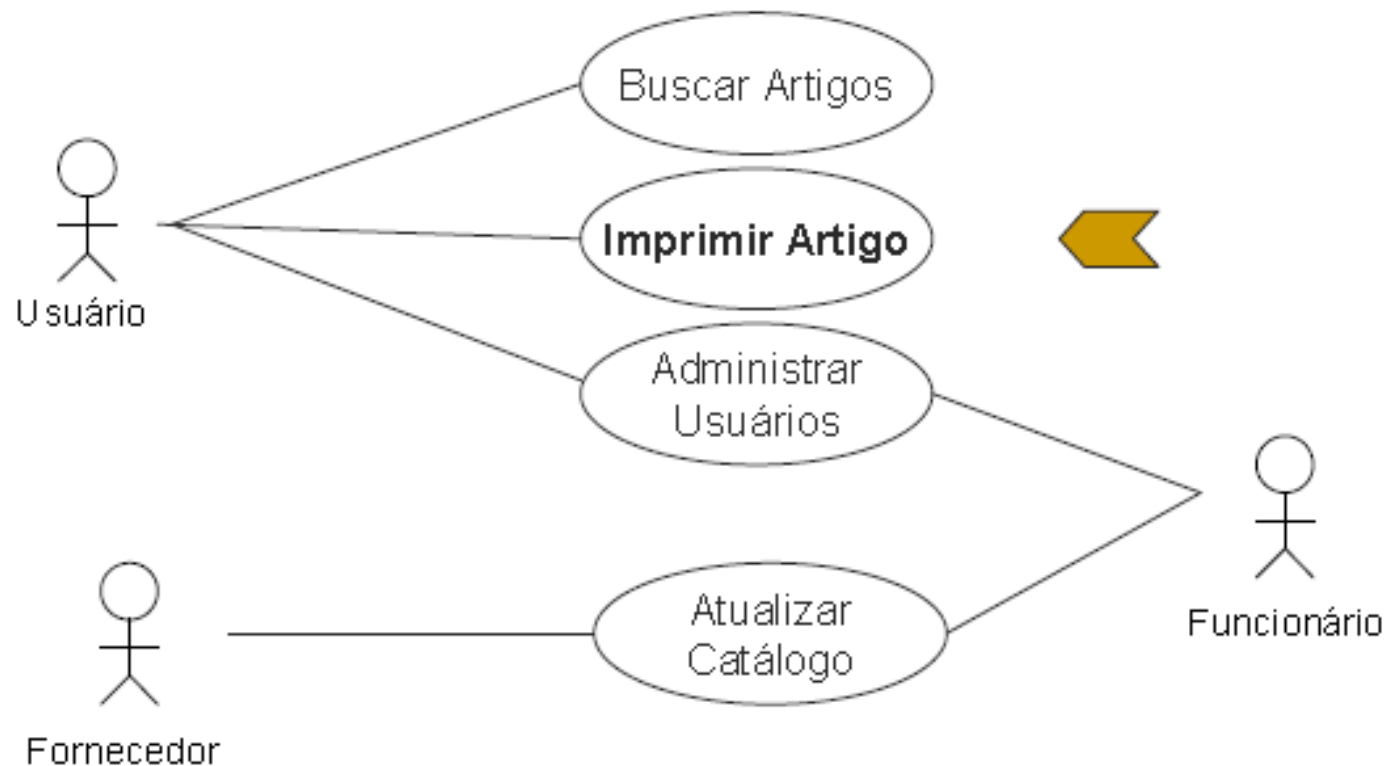 Buscar Artigos
Imprimir Artigo
Usuário
Administrar
Usuários
Atualizar
Catálogo
Funcionário
Fornecedor